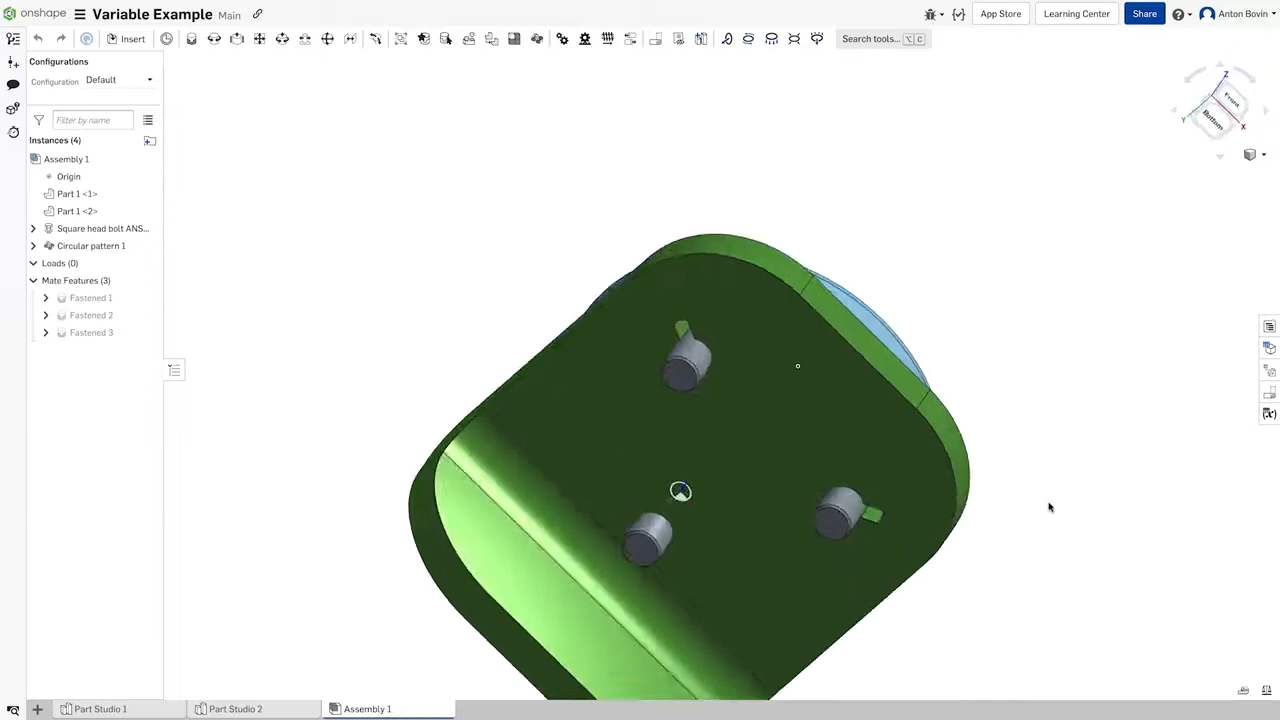 onshape Variable Example Main App Store Learning Center Share Anton Bovin
Insert Search tools... ⌥ C
Configurations
Configuration Default
Filter by name
Instances (4)
Assembly 1
Origin
Part 1 <1>
Part 1 <2>
Square head bolt ANS...
Circular pattern 1
Loads (0)
Mate Features (3)
Fastened 1
Fastened 2
Fastened 3
Z
Front
Bottom
Y
X
(x)
Part Studio 1 Part Studio 2 Assembly 1